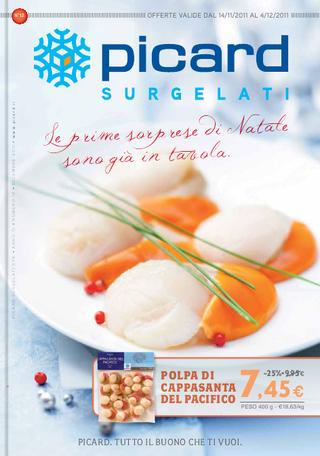 N°12
OFFERTE VALIDE DAL 14/11/2011 AL 4/12/2011
picard
SURGELATI
Le prime sorprese di Natale
sono già in tavola.
POLPA DI
CAPPASANTA
DEL PACIFICO
-25% 9,95€
7,45€
PESO 400 g - €18,63/kg
PICARD. TUTTO IL BUONO CHE TI VUOI.